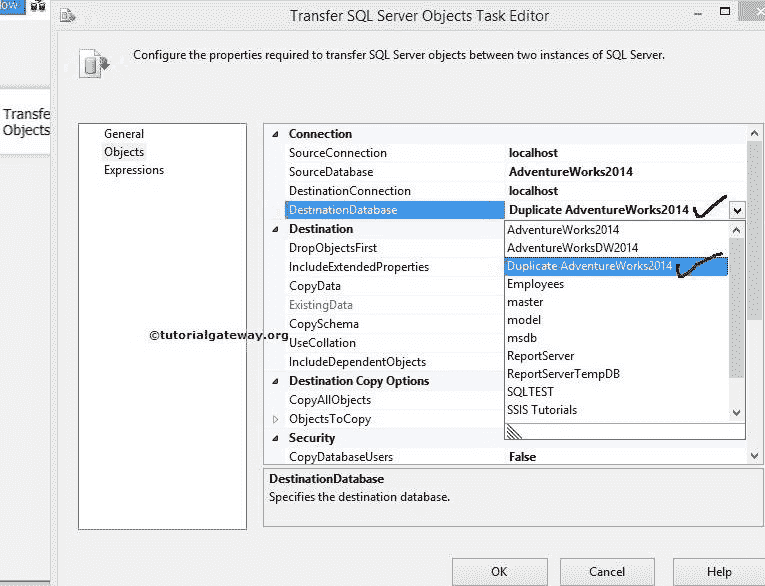 low
Transfer SQL Server Objects Task Editor
Configure the properties required to transfer SQL Server objects between two instances of SQL Server.
Transfe
Objects
General
Objects
Expressions
Connection
SourceConnection localhost
SourceDatabase AdventureWorks2014
DestinationConnection localhost
DestinationDatabase Duplicate AdventureWorks2014
Destination
DropObjectsFirst
IncludeExtendedProperties
CopyData
ExistingData
CopySchema
UseCollation
IncludeDependentObjects
Destination Copy Options
CopyAllObjects
ObjectsToCopy
Security
CopyDatabaseUsers False
AdventureWorks2014
AdventureWorksDW2014
Duplicate AdventureWorks2014
Employees
master
model
msdb
ReportServer
ReportServerTempDB
SQLTEST
SSIS Tutorials
©tutorialgateway.org
DestinationDatabase
Specifies the destination database.
OK Cancel Help